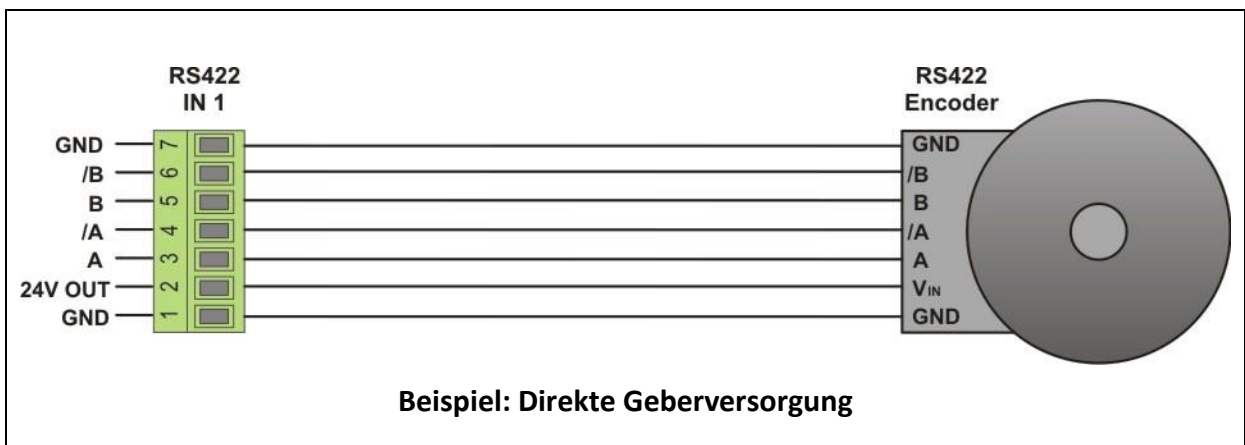 RS422
IN 1
RS422
Encoder
GND 7 GND
/B 6 /B
B 5 B
/A 4 /A
A 3 A
24V OUT 2 VIN
GND 1 GND
Beispiel: Direkte Geberversorgung